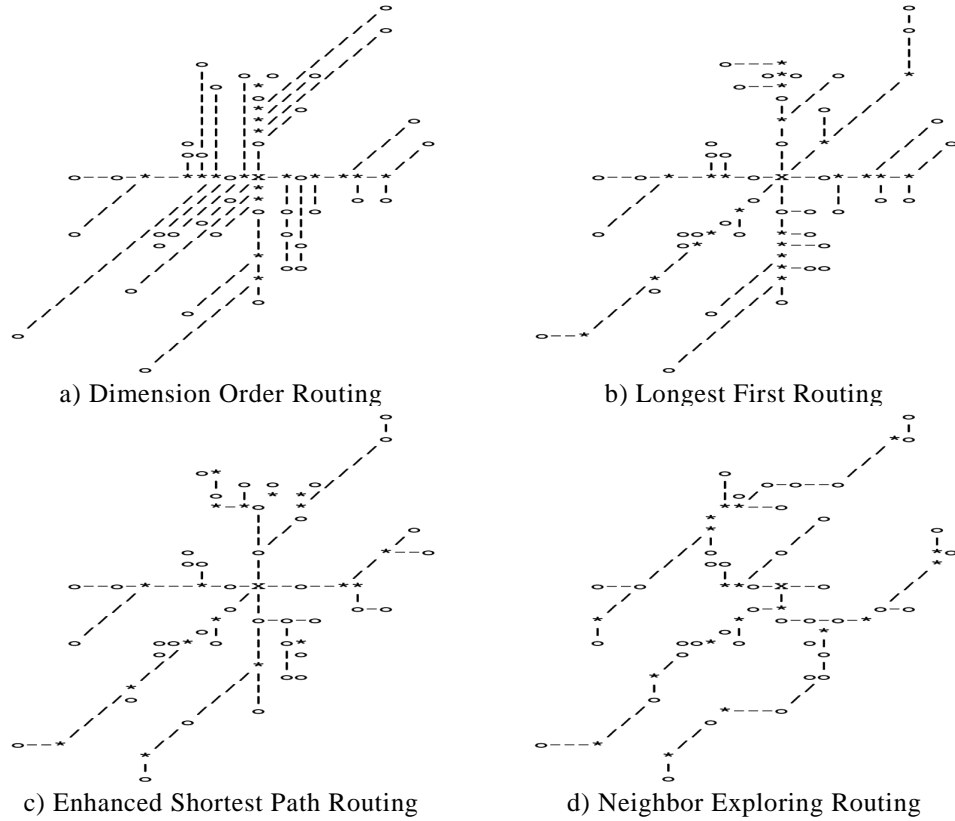 a) Dimension Order Routing
b) Longest First Routing
c) Enhanced Shortest Path Routing
d) Neighbor Exploring Routing